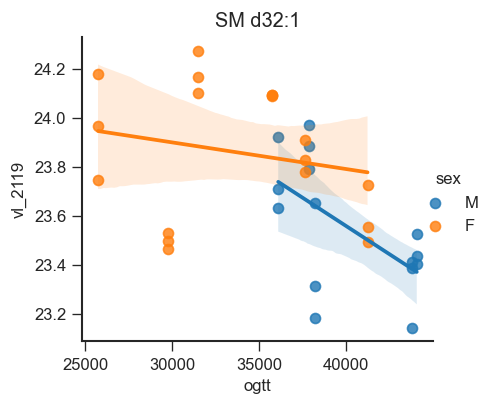 SM d32:1
24.2
24.0
23.8
23.6
23.4
23.2
vl_2119
25000 30000 35000 40000
ogtt
sex
M
F